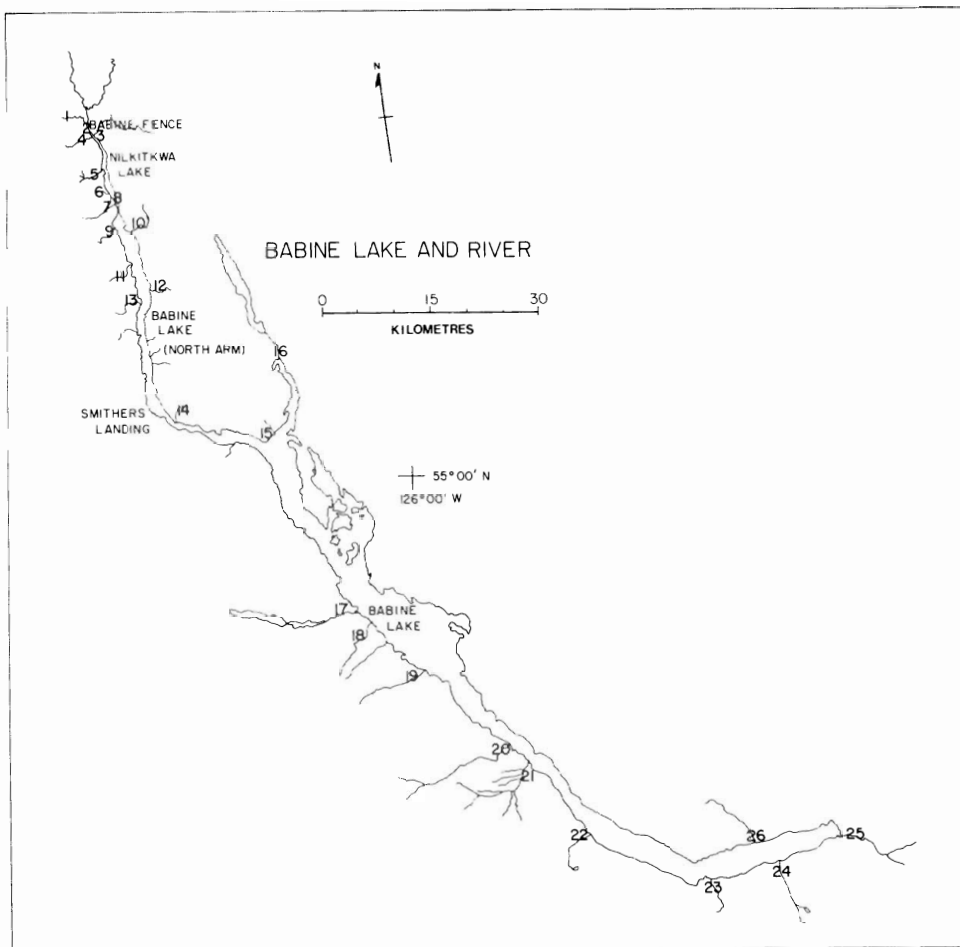 N
1
BABINE FENCE
2
3
4
NILKITKWA
LAKE
5
6
8
7
10
9
BABINE LAKE AND RIVER
11
12
0 15 30
KILOMETRES
13
BABINE
LAKE
(NORTH ARM)
16
14
SMITHERS
LANDING
15
55°00' N
126°00' W
17
BABINE
LAKE
18
19
20
21
22
26
25
24
23